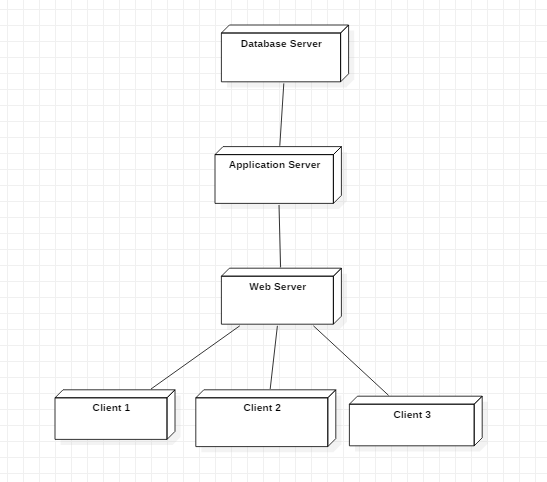 Database Server
Application Server
Web Server
Client 1
Client 2
Client 3